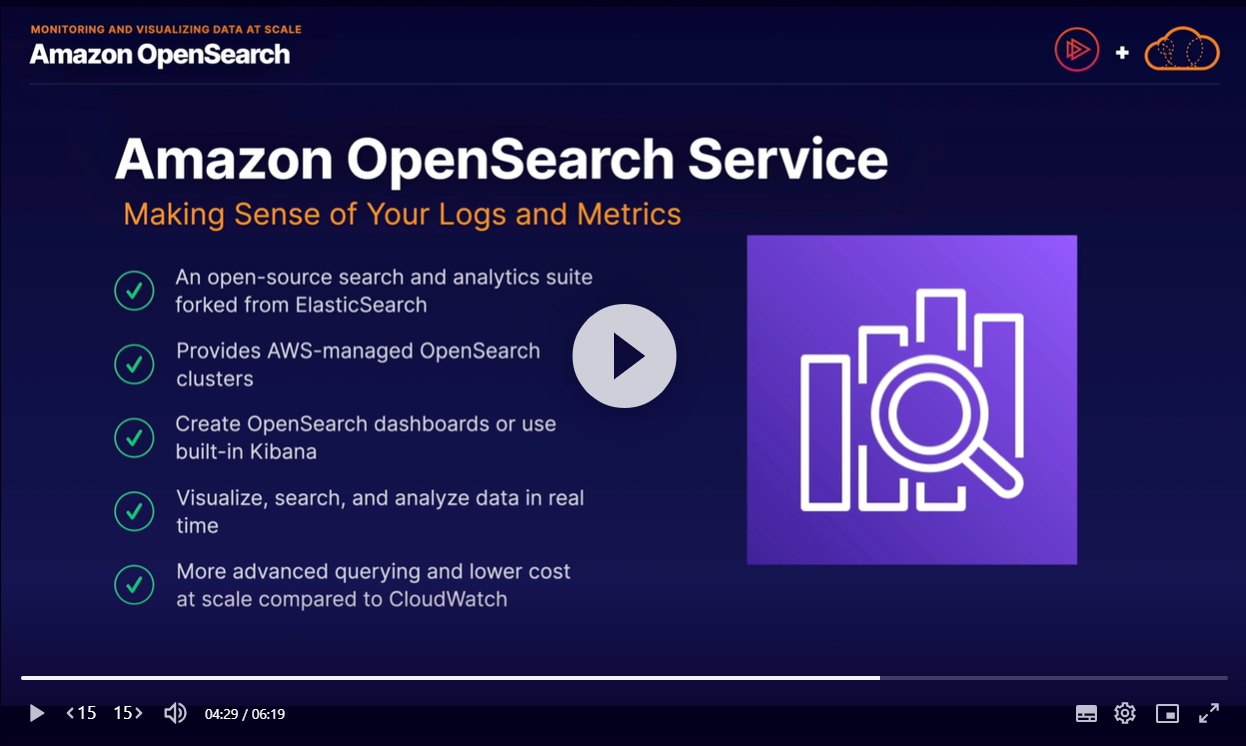 MONITORING AND VISUALIZING DATA AT SCALE
Amazon OpenSearch
+
Amazon OpenSearch Service
Making Sense of Your Logs and Metrics
An open-source search and analytics suite
forked from ElasticSearch
Provides AWS-managed OpenSearch
clusters
Create OpenSearch dashboards or use
built-in Kibana
Visualize, search, and analyze data in real
time
More advanced querying and lower cost
at scale compared to CloudWatch
<15 15> 04:29 / 06:19